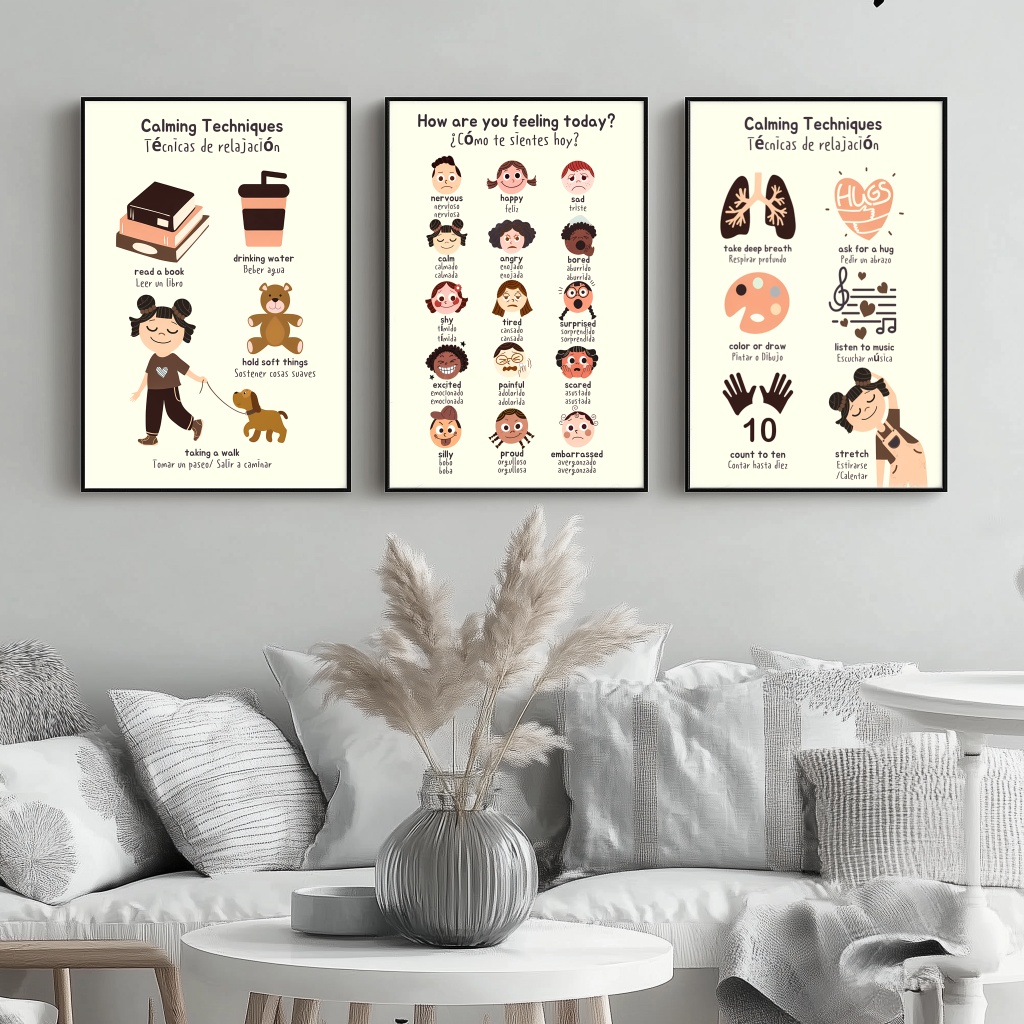 Calming Techniques
Técnicas de relajación
read a book
Leer un libro
drinking water
Beber agua
hold soft things
Sostener cosas suaves
taking a walk
Tomar un paseo/ Salir a caminar
How are you feeling today?
¿Cómo te sientes hoy?
nervous
nervioso
nerviosa
happy
feliz
sad
triste
calm
calmado
calmada
angry
enojado
enojada
bored
aburrido
aburrida
shy
tímido
tímida
tired
cansado
cansada
surprised
sorprendido
sorprendida
excited
emocionado
emocionada
painful
adolorido
adolorida
scared
asustado
asustada
silly
bobo
boba
proud
orgulloso
orgullosa
embarrassed
avergonzado
avergonzada
Calming Techniques
Técnicas de relajación
take deep breath
Respirar profundo
HUGS
ask for a hug
Pedir un abrazo
color or draw
Pintar o Dibujo
listen to music
Escuchar música
10
count to ten
Contar hasta diez
stretch
Estirarse
/Calentar